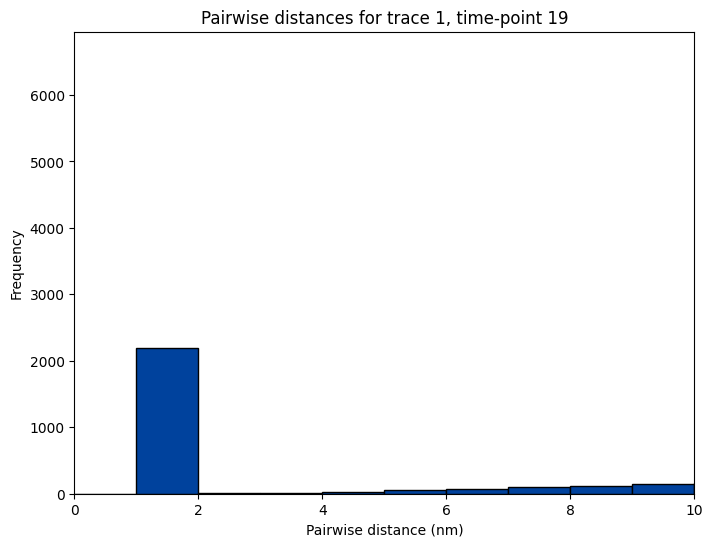 Pairwise distances for trace 1, time-point 19
6000
5000
4000
3000
2000
1000
0
Frequency
0 2 4 6 8 10
Pairwise distance (nm)